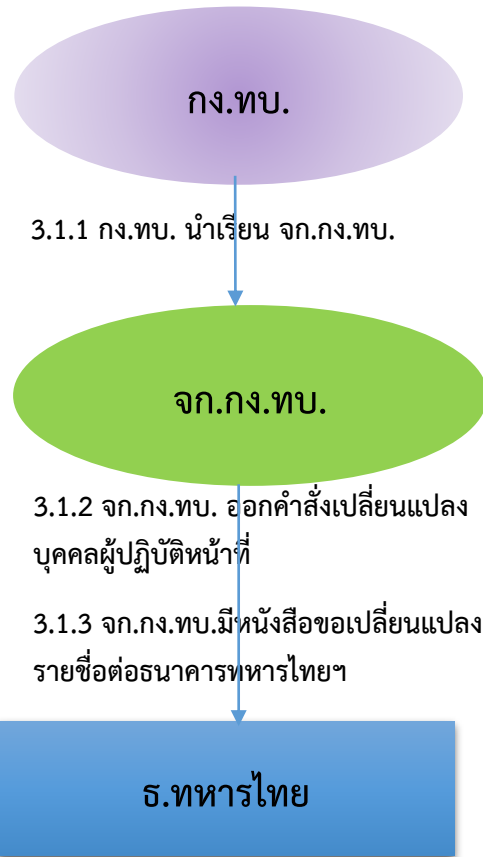 กง.ทบ.
3.1.1 กง.ทบ. นำเรียน จก.กง.ทบ.
จก.กง.ทบ.
3.1.2 จก.กง.ทบ. ออกคำสั่งเปลี่ยนแปลง
บุคคลผู้ปฏิบัติหน้าที่
3.1.3 จก.กง.ทบ.มีหนังสือขอเปลี่ยนแปลง
รายชื่อต่อธนาคารทหารไทยฯ
ธ.ทหารไทย